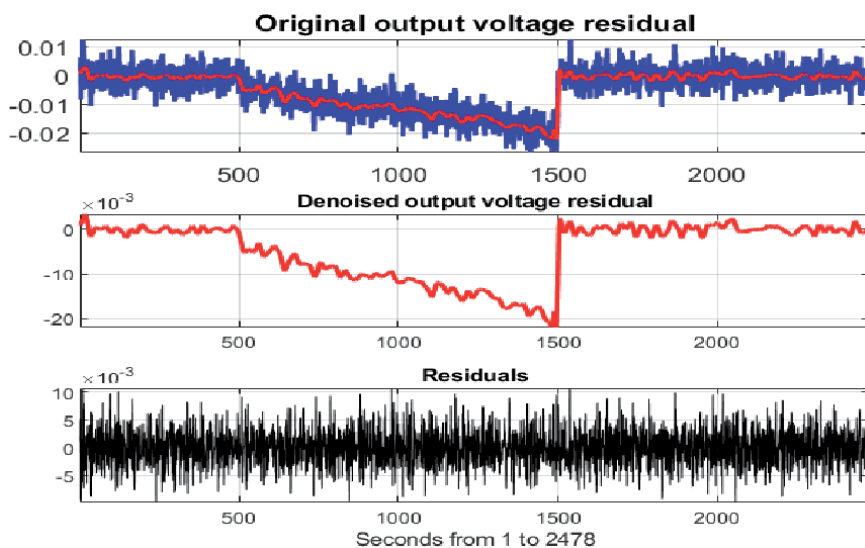 Original output voltage residual
0.01
0
-0.01
-0.02
500 1000 1500 2000
Denoised output voltage residual
×10⁻³
0
-10
-20
500 1000 1500 2000
Residuals
×10⁻³
10
5
0
-5
500 1000 1500 2000
Seconds from 1 to 2478